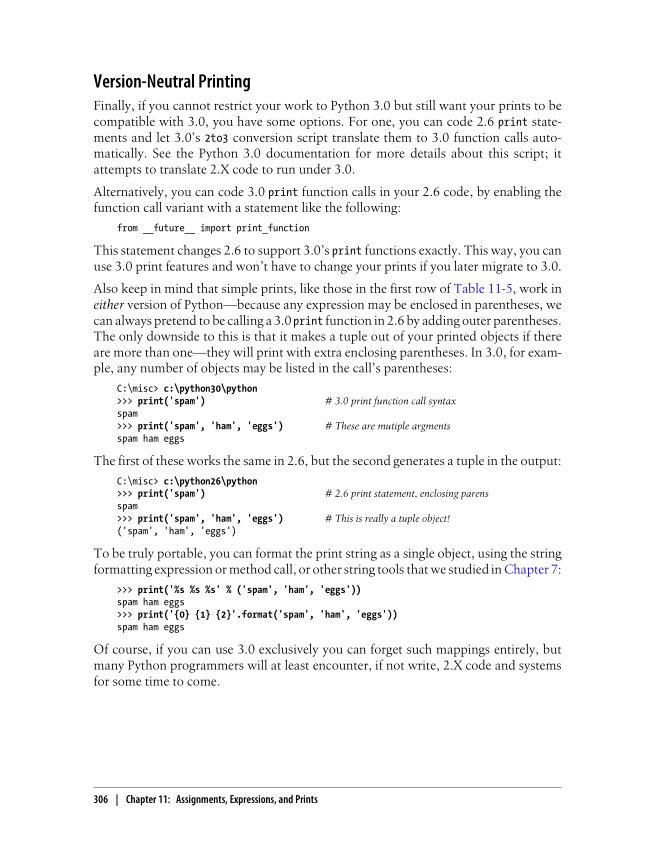 Version-Neutral Printing
Finally, if you cannot restrict your work to Python 3.0 but still want your prints to be
compatible with 3.0, you have some options. For one, you can code 2.6 print state-
ments and let 3.0's 2to3 conversion script translate them to 3.0 function calls auto-
matically. See the Python 3.0 documentation for more details about this script; it
attempts to translate 2.X code to run under 3.0.
Alternatively, you can code 3.0 print function calls in your 2.6 code, by enabling the
function call variant with a statement like the following:
from __future__ import print_function
This statement changes 2.6 to support 3.0's print functions exactly. This way, you can
use 3.0 print features and won't have to change your prints if you later migrate to 3.0.
Also keep in mind that simple prints, like those in the first row of Table 11-5, work in
either version of Python—because any expression may be enclosed in parentheses, we
can always pretend to be calling a 3.0 print function in 2.6 by adding outer parentheses.
The only downside to this is that it makes a tuple out of your printed objects if there
are more than one—they will print with extra enclosing parentheses. In 3.0, for exam-
ple, any number of objects may be listed in the call's parentheses:
C:\misc> c:\python30\python
>>> print('spam') # 3.0 print function call syntax
spam
>>> print('spam', 'ham', 'eggs') # These are mutiple argments
spam ham eggs
The first of these works the same in 2.6, but the second generates a tuple in the output:
C:\misc> c:\python26\python
>>> print('spam') # 2.6 print statement, enclosing parens
spam
>>> print('spam', 'ham', 'eggs') # This is really a tuple object!
('spam', 'ham', 'eggs')
To be truly portable, you can format the print string as a single object, using the string
formatting expression or method call, or other string tools that we studied in Chapter 7:
>>> print('%s %s %s' % ('spam', 'ham', 'eggs'))
spam ham eggs
>>> print('{0} {1} {2}'.format('spam', 'ham', 'eggs'))
spam ham eggs
Of course, if you can use 3.0 exclusively you can forget such mappings entirely, but
many Python programmers will at least encounter, if not write, 2.X code and systems
for some time to come.
306 | Chapter 11: Assignments, Expressions, and Prints